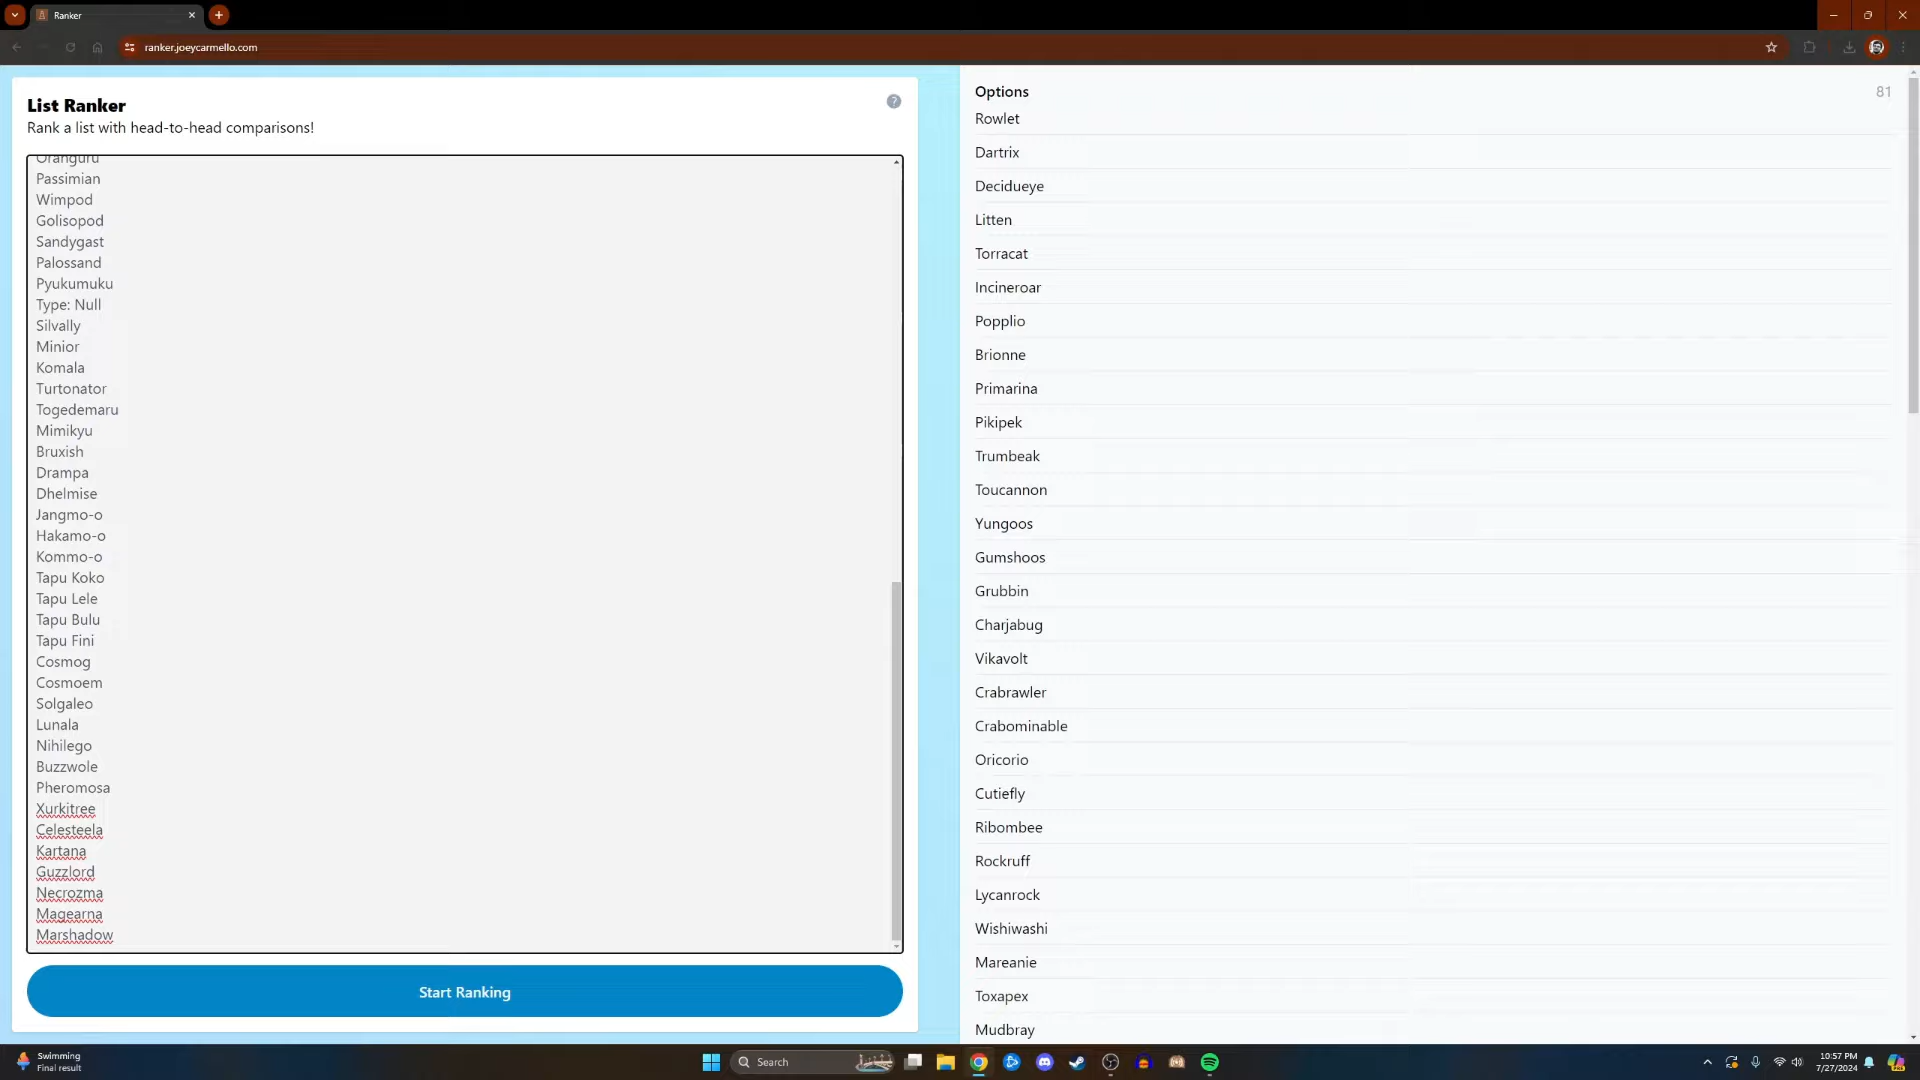 Ranker
ranker.joeycarmello.com
List Ranker
Rank a list with head-to-head comparisons!
?
Oranguru
Passimian
Wimpod
Golisopod
Sandygast
Palossand
Pyukumuku
Type: Null
Silvally
Minior
Komala
Turtonator
Togedemaru
Mimikyu
Bruxish
Drampa
Dhelmise
Jangmo-o
Hakamo-o
Kommo-o
Tapu Koko
Tapu Lele
Tapu Bulu
Tapu Fini
Cosmog
Cosmoem
Solgaleo
Lunala
Nihilego
Buzzwole
Pheromosa
Xurkitree
Celesteela
Kartana
Guzzlord
Necrozma
Magearna
Marshadow
Start Ranking
Options 81
Rowlet
Dartrix
Decidueye
Litten
Torracat
Incineroar
Popplio
Brionne
Primarina
Pikipek
Trumbeak
Toucannon
Yungoos
Gumshoos
Grubbin
Charjabug
Vikavolt
Crabrawler
Crabominable
Oricorio
Cutiefly
Ribombee
Rockruff
Lycanrock
Wishiwashi
Mareanie
Toxapex
Mudbray
Swimming
Final result
Search
10:57 PM
7/27/2024